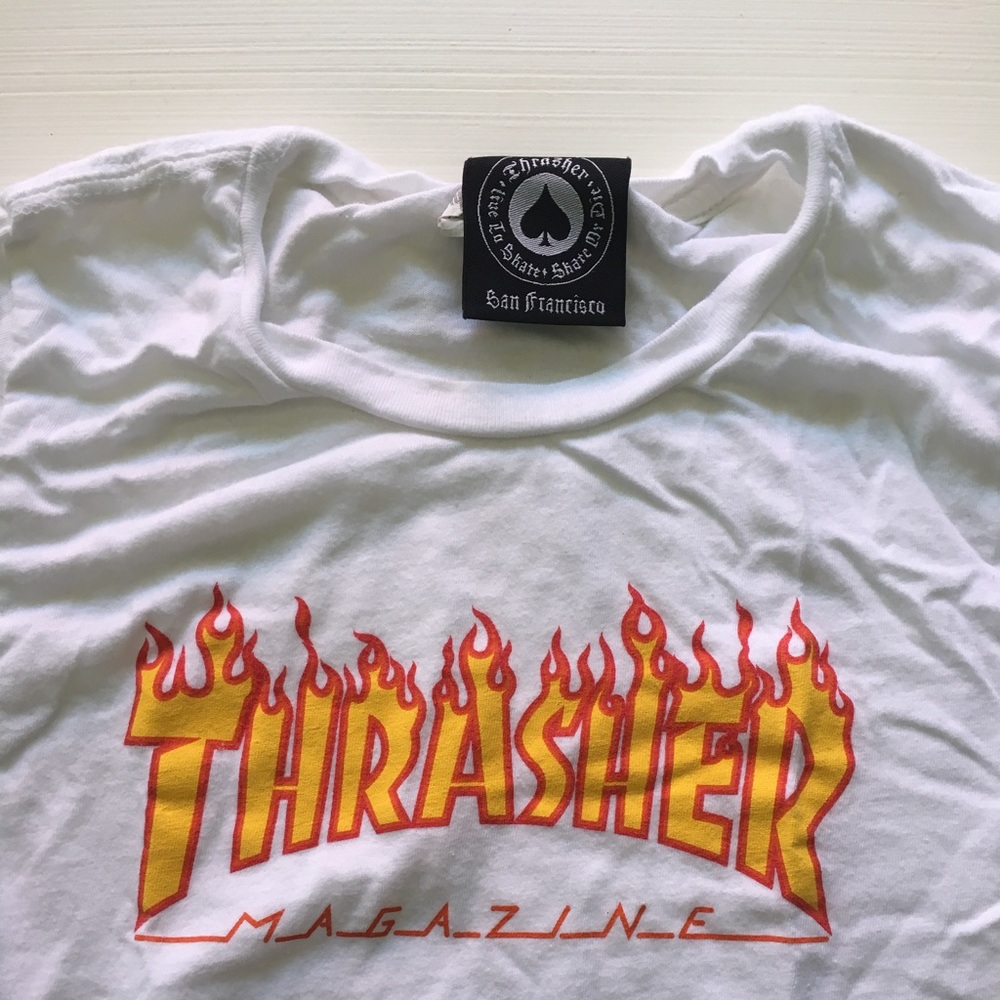 Thrasher
Live To Skate • Skate Or Die •
San Francisco
THRASHER
MAGAZINE